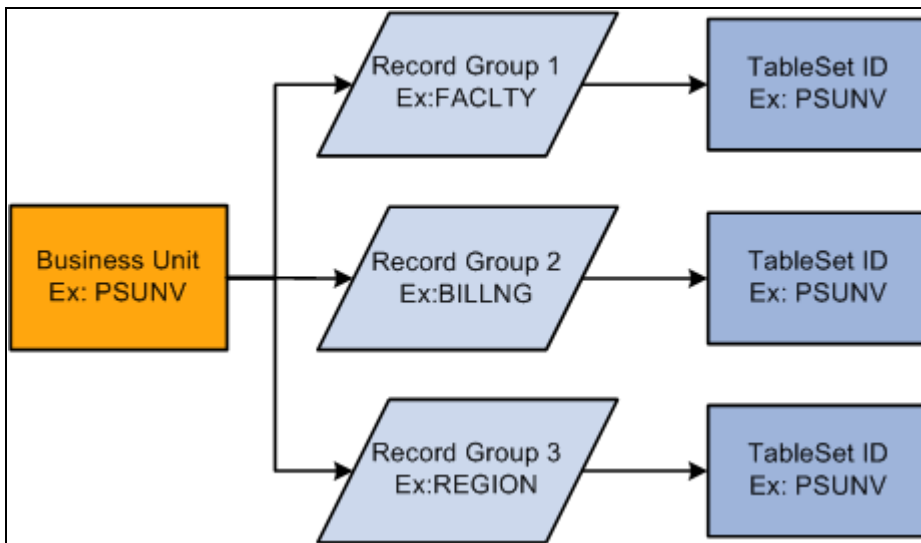 Record Group 1
Ex:FACLTY
TableSet ID
Ex: PSUNV
Business Unit
Ex: PSUNV
Record Group 2
Ex:BILLNG
TableSet ID
Ex: PSUNV
Record Group 3
Ex:REGION
TableSet ID
Ex: PSUNV